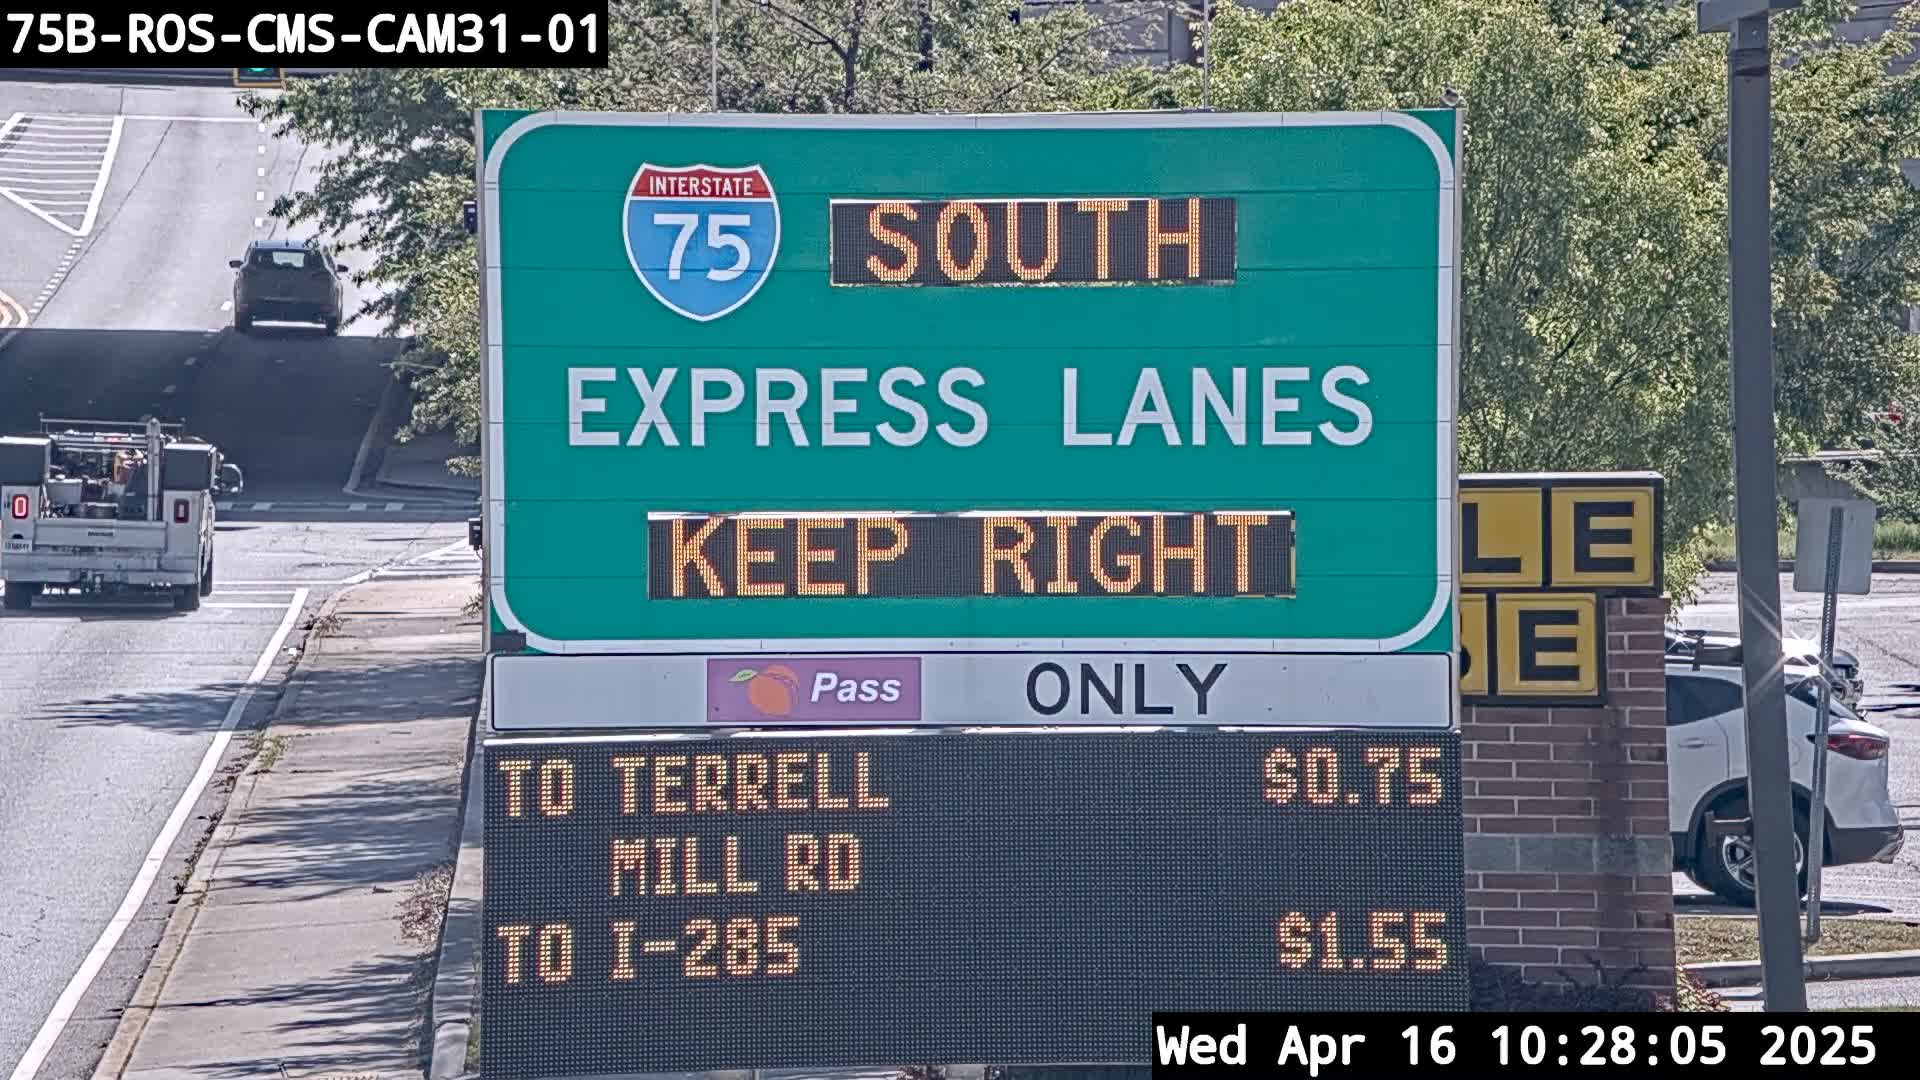 75B-ROS-CMS-CAM31-01
INTERSTATE
75
SOUTH
EXPRESS LANES
KEEP RIGHT
Pass ONLY
TO TERRELL $0.75
MILL RD
TO I-285 $1.55
LE
E
Wed Apr 16 10:28:05 2025